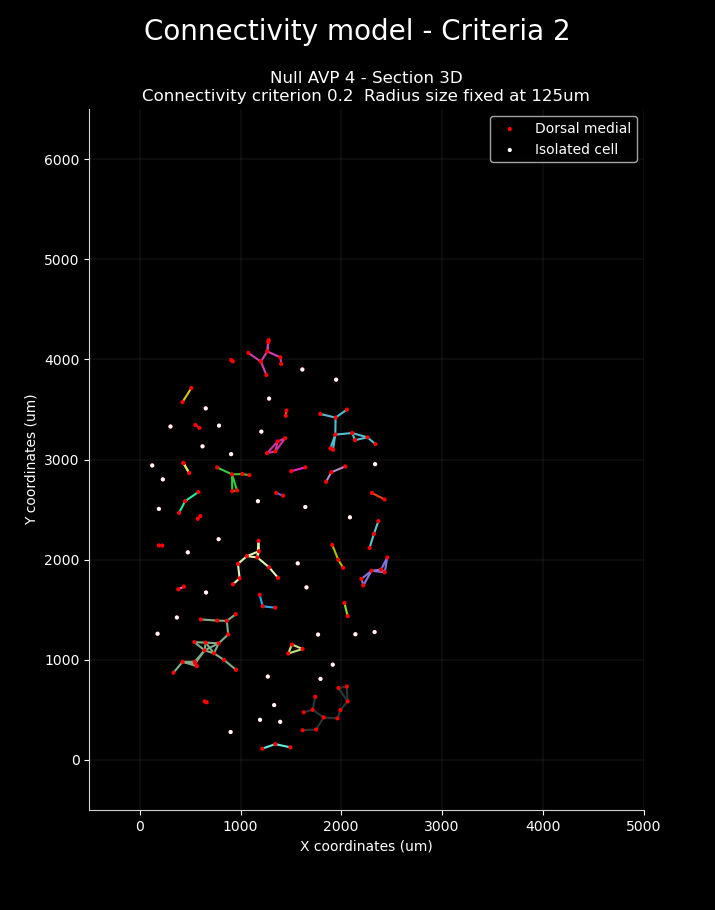 Connectivity model - Criteria 2
Null AVP 4 - Section 3D
Connectivity criterion 0.2  Radius size fixed at 125um
Dorsal medial
Isolated cell
6000
5000
4000
3000
2000
1000
0
Y coordinates (um)
0 1000 2000 3000 4000 5000
X coordinates (um)